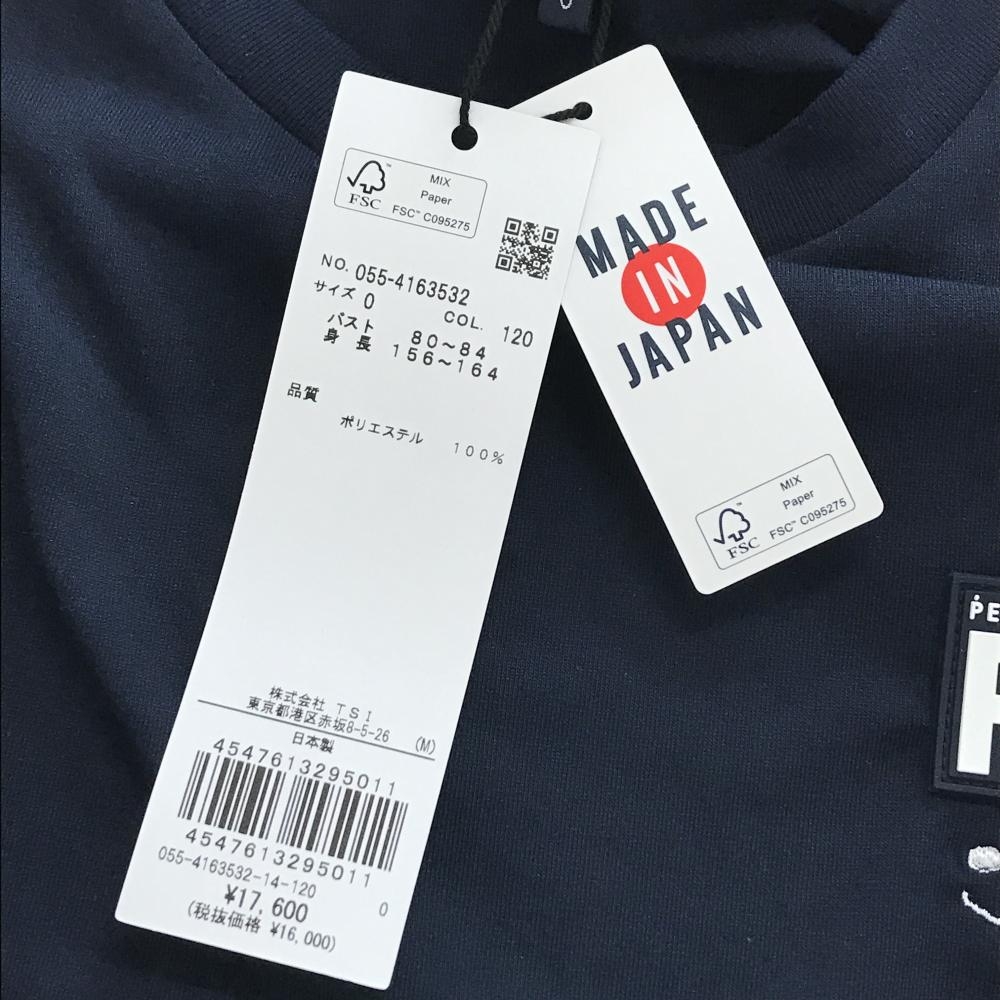 MIX
Paper
FSC™ C095275
FSC
NO. 055-4163532
サイズ 0
COL. 120
バスト 80~84
身長 156~164
品質
ポリエステル 100%
株式会社 TSI
東京都港区赤坂8-5-26 (M)
日本製
4547613295011
4547613295011
055-4163532-14-120
¥17,600 0
(税抜価格 ¥16,000)
MADE
IN
JAPAN
MIX
Paper
FSC™ C095275
FSC
PE